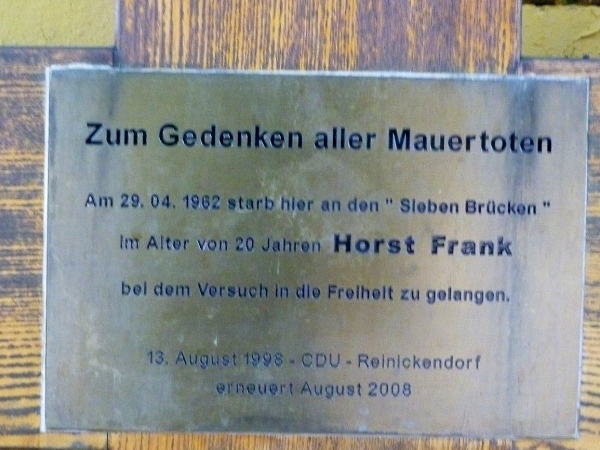 Zum Gedenken aller Mauertoten
Am 29. 04. 1962 starb hier an den " Sieben Brücken "
im Alter von 20 Jahren Horst Frank
bei dem Versuch in die Freiheit zu gelangen.
13. August 1998 - CDU - Reinickendorf
erneuert August 2008